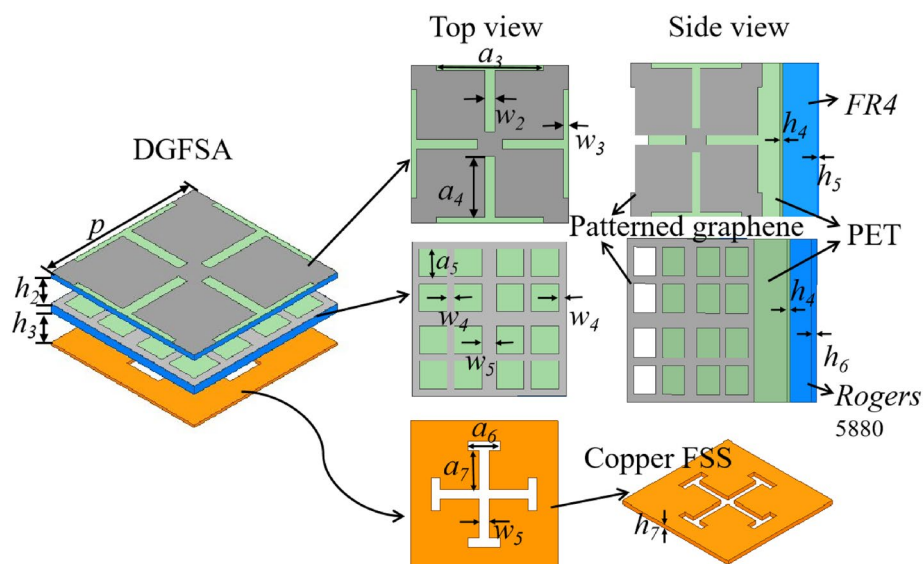 Top view
Side view
DGFSA
a3
w2
w3
a4
h4
FR4
h5
p
h2
h3
Patterned graphene
PET
a5
w4
w4
w5
h4
h6
Rogers
5880
a6
a7
w5
Copper FSS
h7